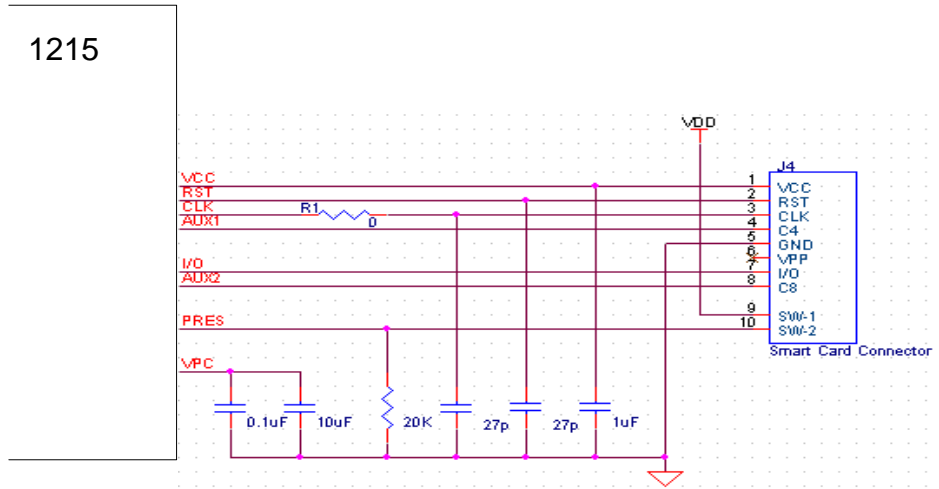 1215
VDD
J4
VCC 1 VCC
RST 2 RST
CLK R1 0 3 CLK
AUX1 4 C4
5 GND
6 VPP
I/O 7 I/O
AUX2 8 C8
9 SW-1
PRES 10 SW-2
Smart Card Connector
VPC
0.1uF 10uF 20K 27p 27p 1uF